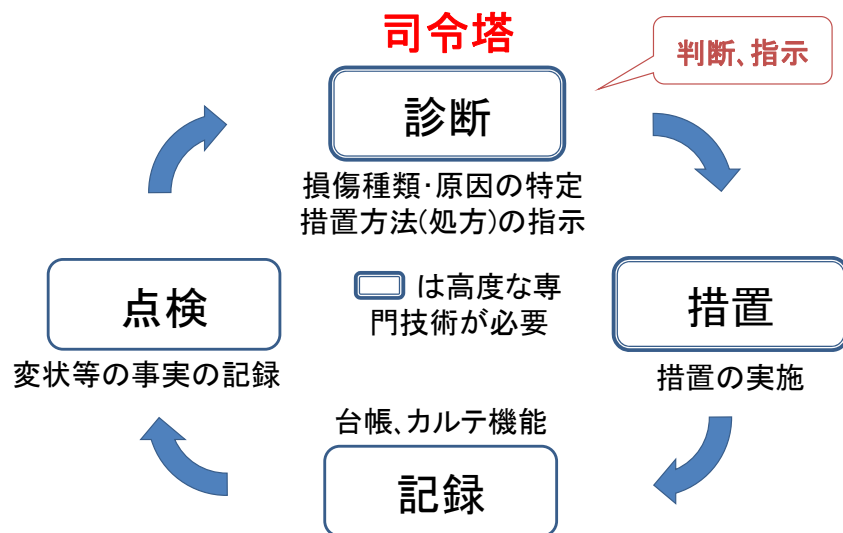 司令塔
判断、指示
診断
損傷種類・原因の特定
措置方法(処方)の指示
点検
変状等の事実の記録
は高度な専
門技術が必要
措置
措置の実施
台帳、カルテ機能
記録